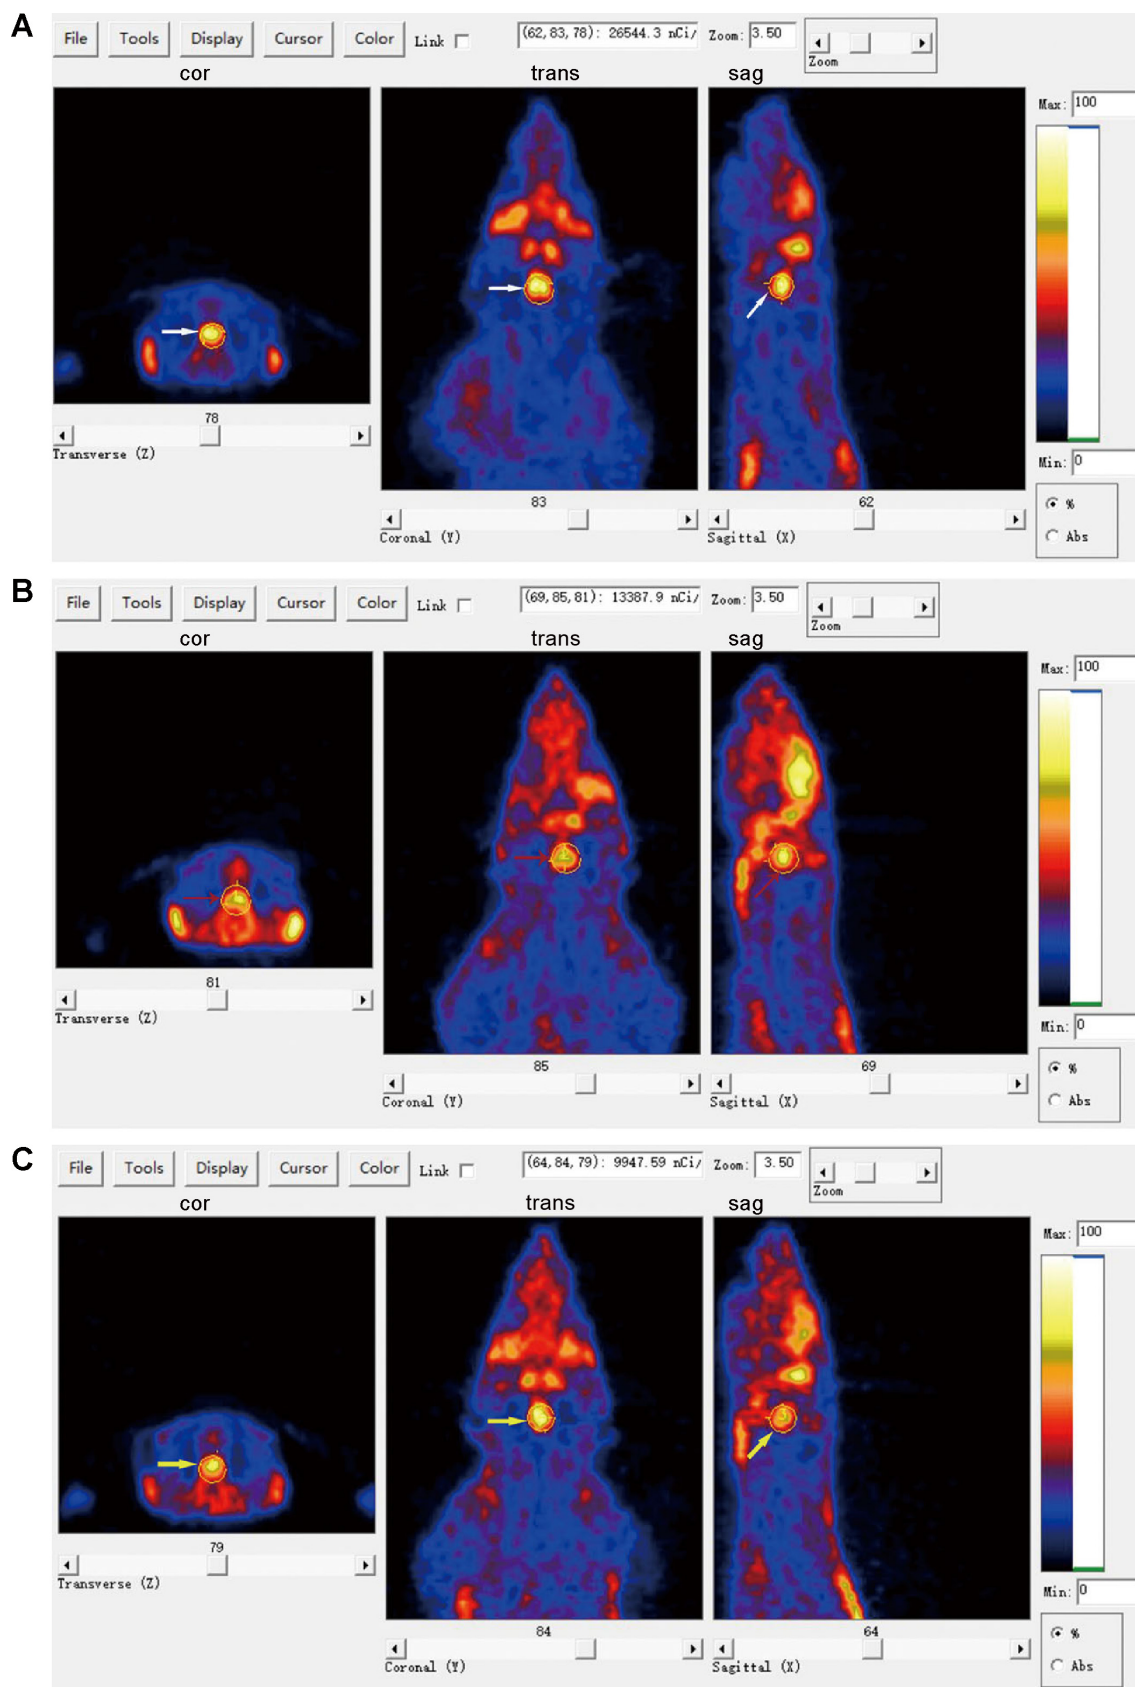 A
File Tools Display Cursor Color Link (62,83,78): 26544.3 nCi/ Zoom: 3.50
Zoom
cor trans sag
Max: 100
78
Transverse (Z)
Min: 0
83
Coronal (Y)
62
Sagittal (X)
%
Abs
B
File Tools Display Cursor Color Link (69,85,81): 13387.9 nCi/ Zoom: 3.50
Zoom
cor trans sag
Max: 100
81
Transverse (Z)
Min: 0
85
Coronal (Y)
69
Sagittal (X)
%
Abs
C
File Tools Display Cursor Color Link (64,84,79): 9947.59 nCi/ Zoom: 3.50
Zoom
cor trans sag
Max: 100
79
Transverse (Z)
Min: 0
84
Coronal (Y)
64
Sagittal (X)
%
Abs